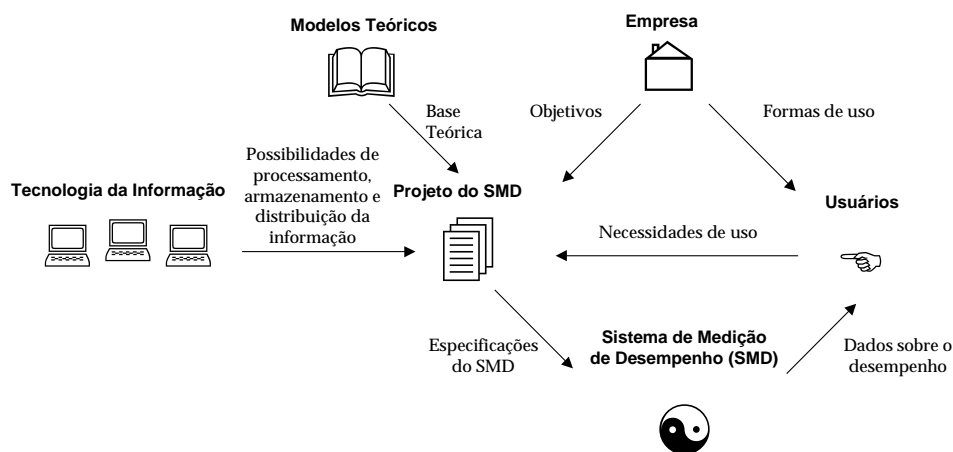 Modelos Teóricos
Empresa
Base
Teórica
Objetivos
Formas de uso
Possibilidades de
processamento,
armazenamento e
distribuição da
informação
Tecnologia da Informação
Projeto do SMD
Usuários
Necessidades de uso
Especificações
do SMD
Sistema de Medição
de Desempenho (SMD)
Dados sobre o
desempenho